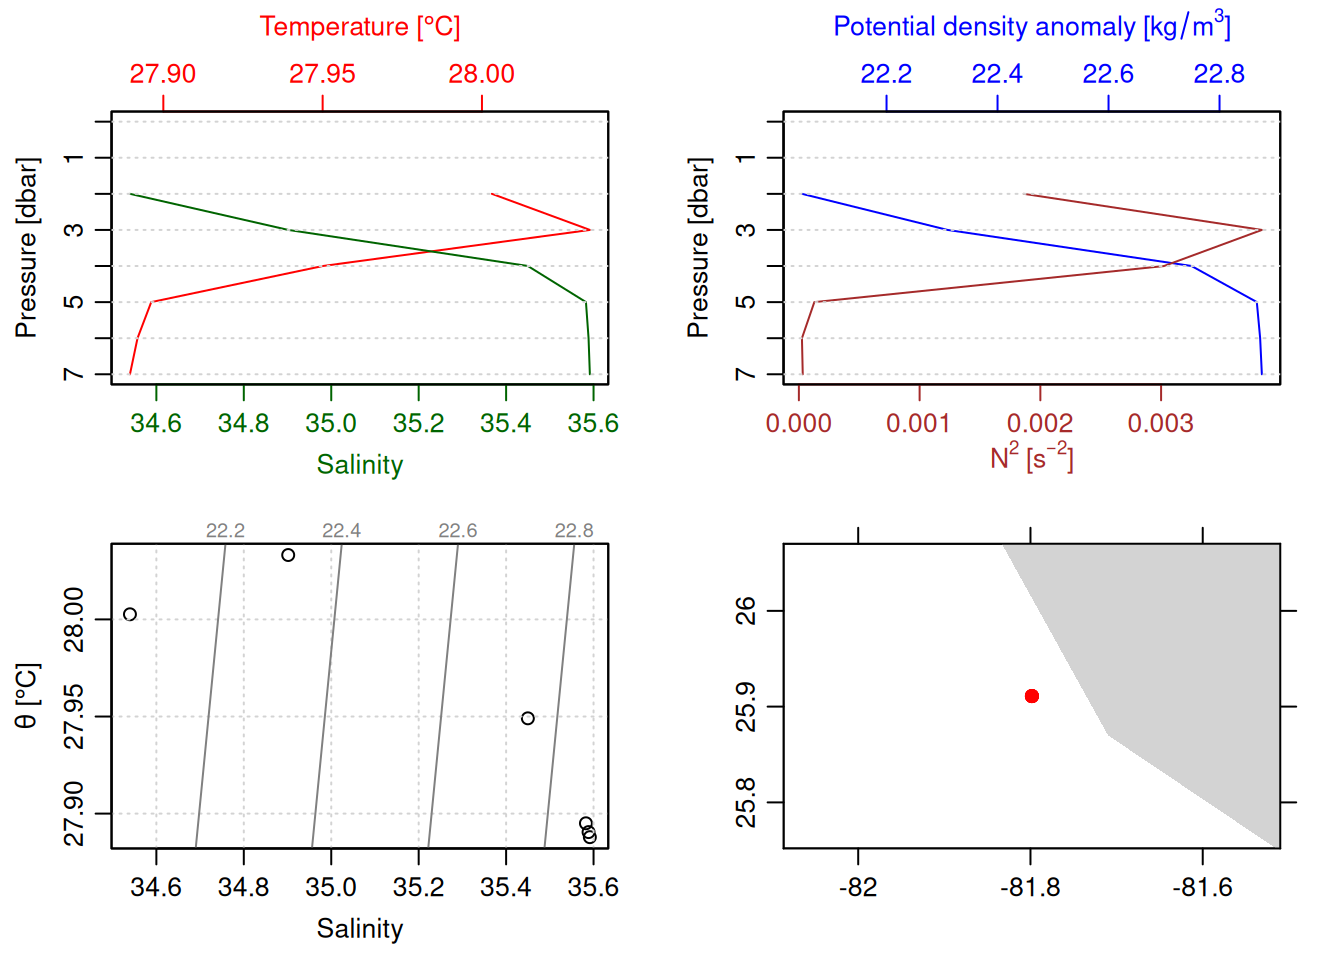 Temperature [°C]
27.90 27.95 28.00
Pressure [dbar]
1
3
5
7
34.6 34.8 35.0 35.2 35.4 35.6
Salinity
Potential density anomaly [kg/m³]
22.2 22.4 22.6 22.8
Pressure [dbar]
1
3
5
7
0.000 0.001 0.002 0.003
N² [s⁻²]
22.2 22.4 22.6 22.8
θ [°C]
28.00
27.95
27.90
34.6 34.8 35.0 35.2 35.4 35.6
Salinity
26
25.9
25.8
-82 -81.8 -81.6